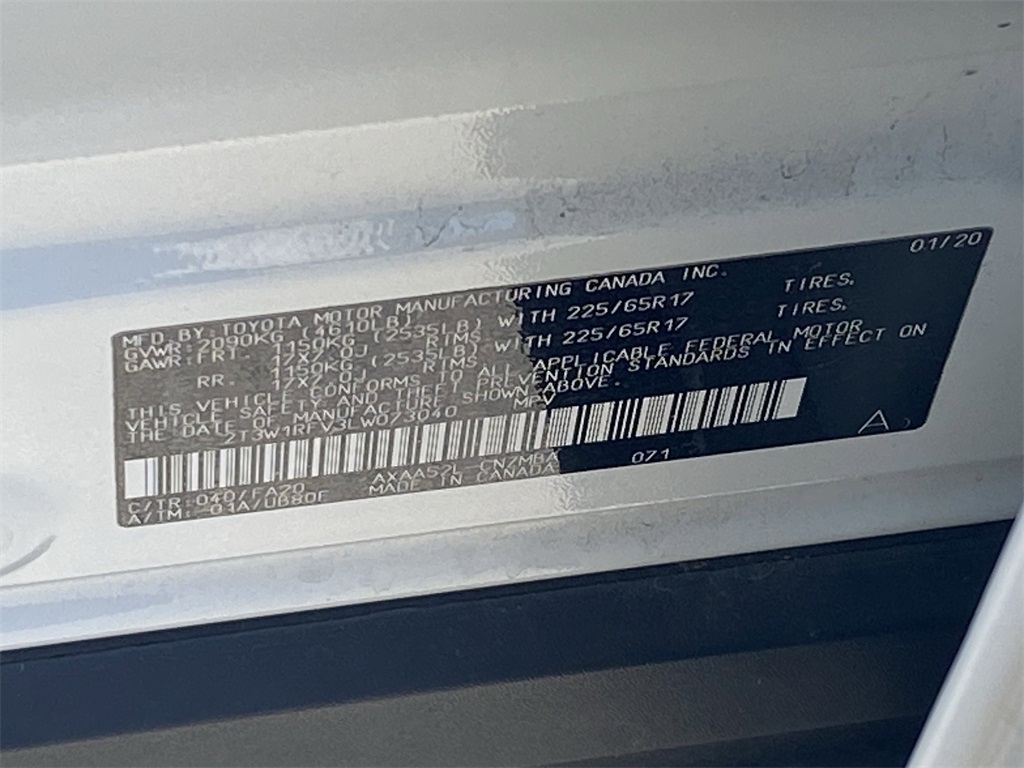 01/20
MFD BY: TOYOTA MOTOR MANUFACTURING CANADA INC.
GVWR: 2090KG (4610LB)
GAWR: FRT. 1150KG (2535LB) WITH 225/65R17 TIRES,
17X7.0J RIMS
RR. 1150KG (2535LB) WITH 225/65R17 TIRES,
17X7.0J RIMS
THIS VEHICLE CONFORMS TO ALL APPLICABLE FEDERAL MOTOR
VEHICLE SAFETY AND THEFT PREVENTION STANDARDS IN EFFECT ON
THE DATE OF MANUFACTURE SHOWN ABOVE.
2T3W1RFV3LW073040 MPV
A
C/TR: 040/FA20 AXAA52L-CNZMBA 071
A/TM: -03A/UB80F MADE IN CANADA